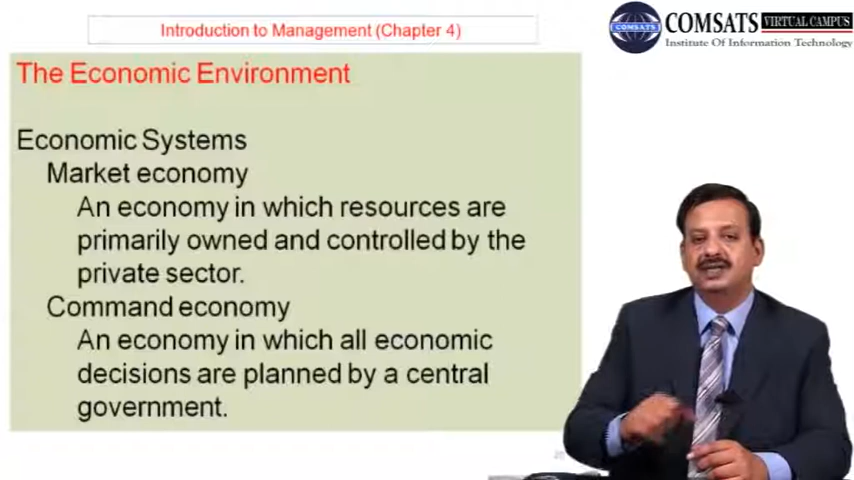 Introduction to Management (Chapter 4)
COMSATS VIRTUAL CAMPUS
Institute Of Information Technology
COMSATS
The Economic Environment
Economic Systems
Market economy
An economy in which resources are
primarily owned and controlled by the
private sector.
Command economy
An economy in which all economic
decisions are planned by a central
government.